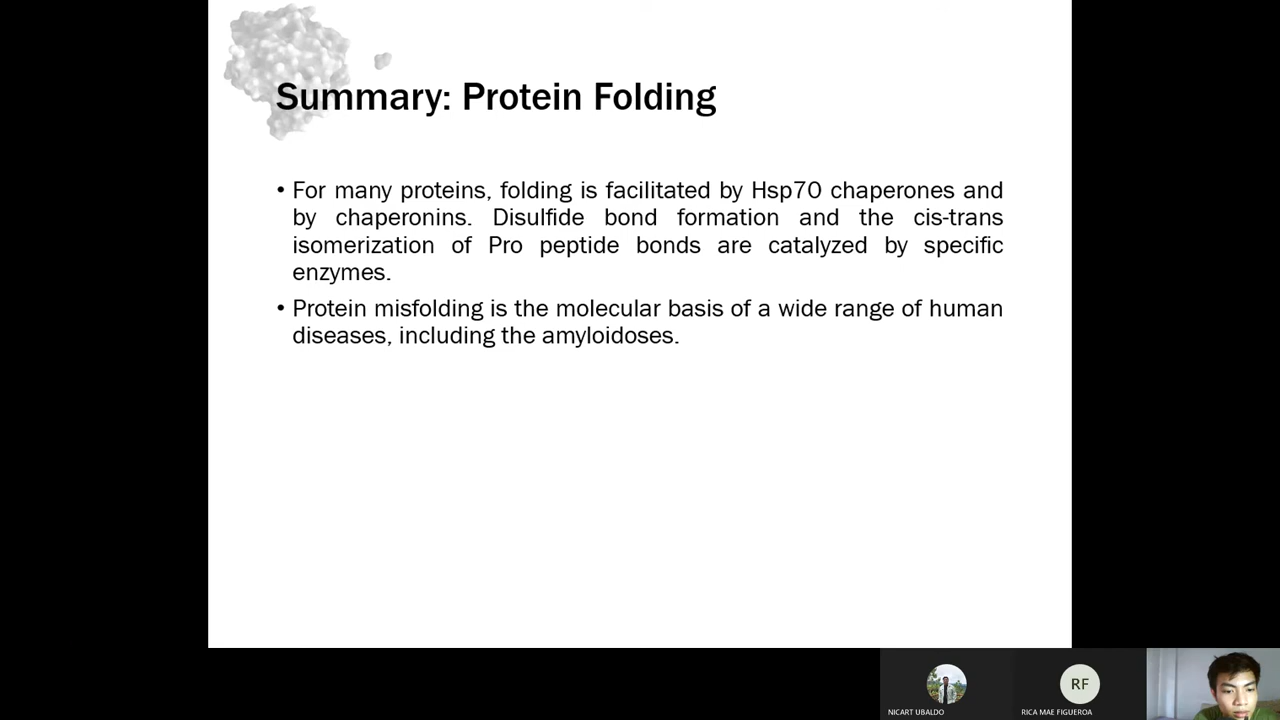 Summary: Protein Folding
• For many proteins, folding is facilitated by Hsp70 chaperones and
by chaperonins. Disulfide bond formation and the cis-trans
isomerization of Pro peptide bonds are catalyzed by specific
enzymes.
• Protein misfolding is the molecular basis of a wide range of human
diseases, including the amyloidoses.
RF
NICART UBALDO
RICA MAE FIGUEROA